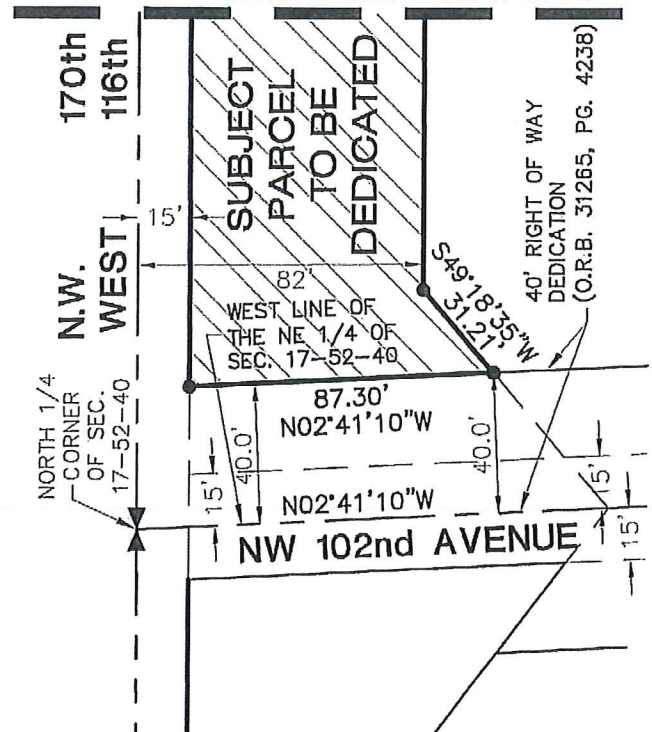 170th
116th
N.W.
WEST
15'
SUBJECT
PARCEL
TO BE
DEDICATED
82'
WEST LINE OF
THE NE 1/4 OF
SEC. 17-52-40
S49°18'35"W
31.21'
40' RIGHT OF WAY
DEDICATION
(O.R.B. 31265, PG. 4238)
NORTH 1/4
CORNER
OF SEC.
17-52-40
87.30'
N02°41'10"W
15'
40.0'
40.0'
15'
N02°41'10"W
NW 102nd AVENUE
15'